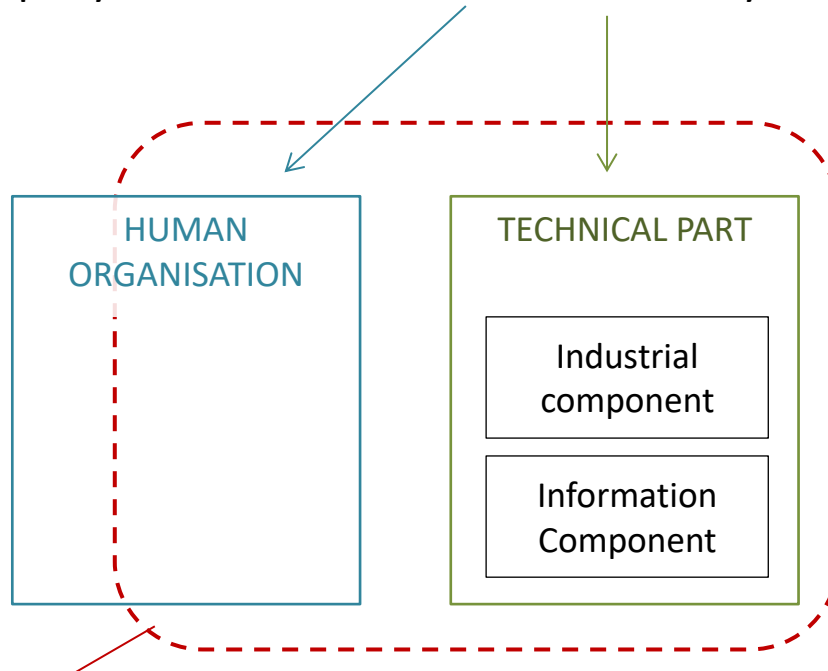 HUMAN
ORGANISATION
TECHNICAL PART
Industrial
component
Information
Component